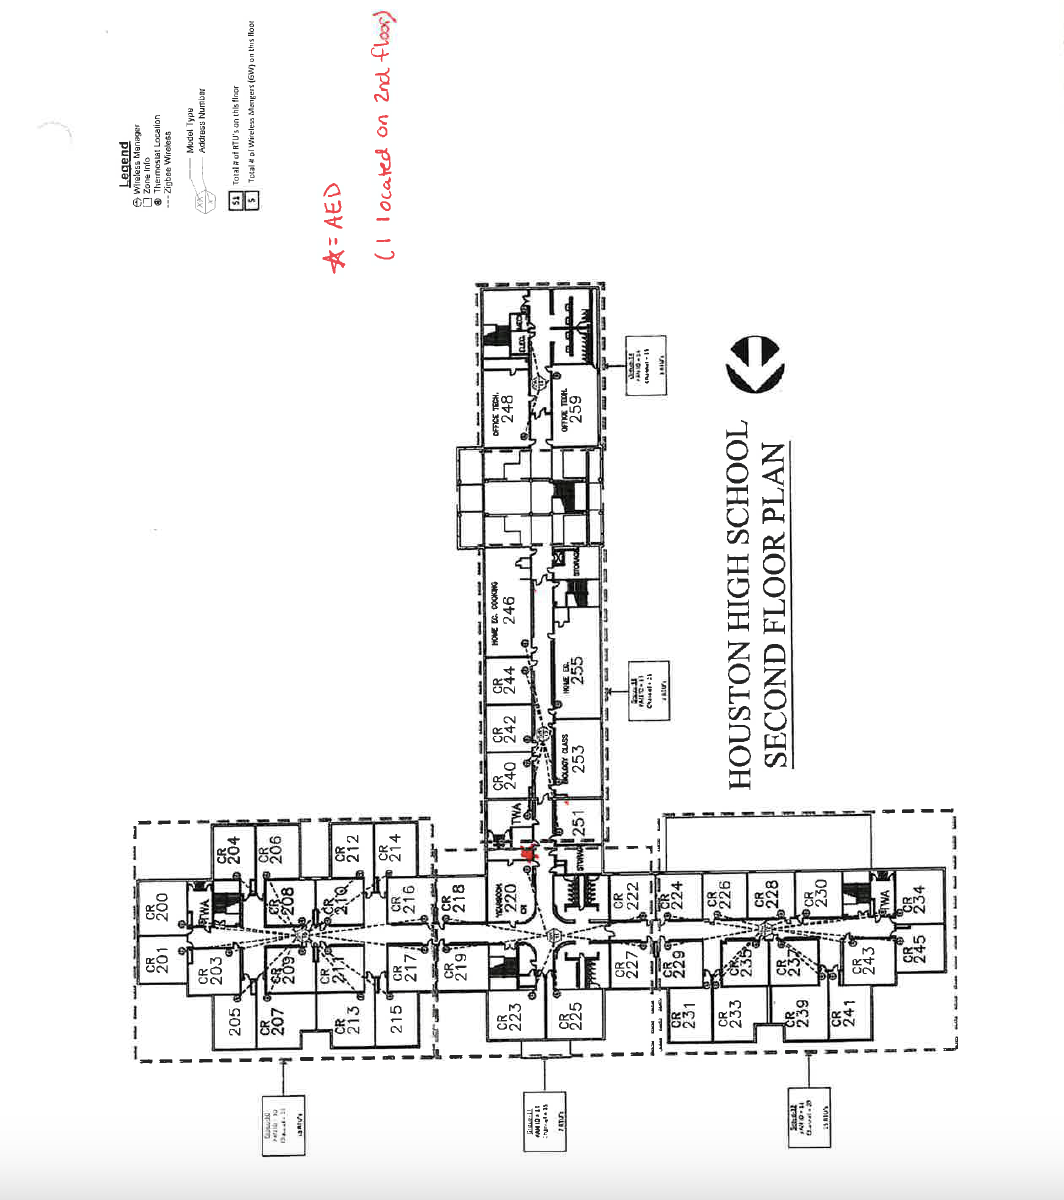 Legend
Wireless Manager
Zone Info
Thermostat Location
Zigbee Wireless
Model Type
Address Number
51 Total # of RTU's on this floor
5 Total # of Wireless Mangers (GW) on this floor
☆ = AED
(1 located on 2nd floor)
HOUSTON HIGH SCHOOL
SECOND FLOOR PLAN
OFFICE TECH. 248
ELEC.
OFFICE TECH. 259
HOME EC. COOKING 246
STORAGE
CR 244
HOME EC. 255
CR 242
CR 240
BIOLOGY CLASS 253
TWA
251
STORAGE
CR 204
CR 206
CR 212
CR 214
CR 200
TWA
CR 208
CR 210
CR 216
CR 218
YEARBOOK 220 CR
CR 222
CR 224
CR 226
CR 228
CR 230
TWA
CR 234
CR 201
CR 203
CR 209
CR 211
CR 217
CR 219
CR 227
CR 229
CR 235
CR 237
CR 243
CR 245
205
CR 207
CR 213
215
CR 223
CR 225
CR 231
CR 233
CR 239
CR 241